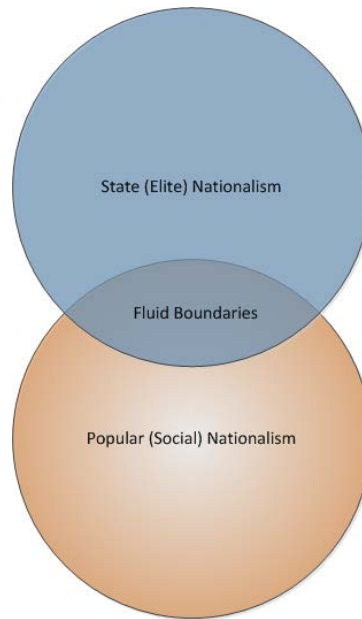 State (Elite) Nationalism
Fluid Boundaries
Popular (Social) Nationalism